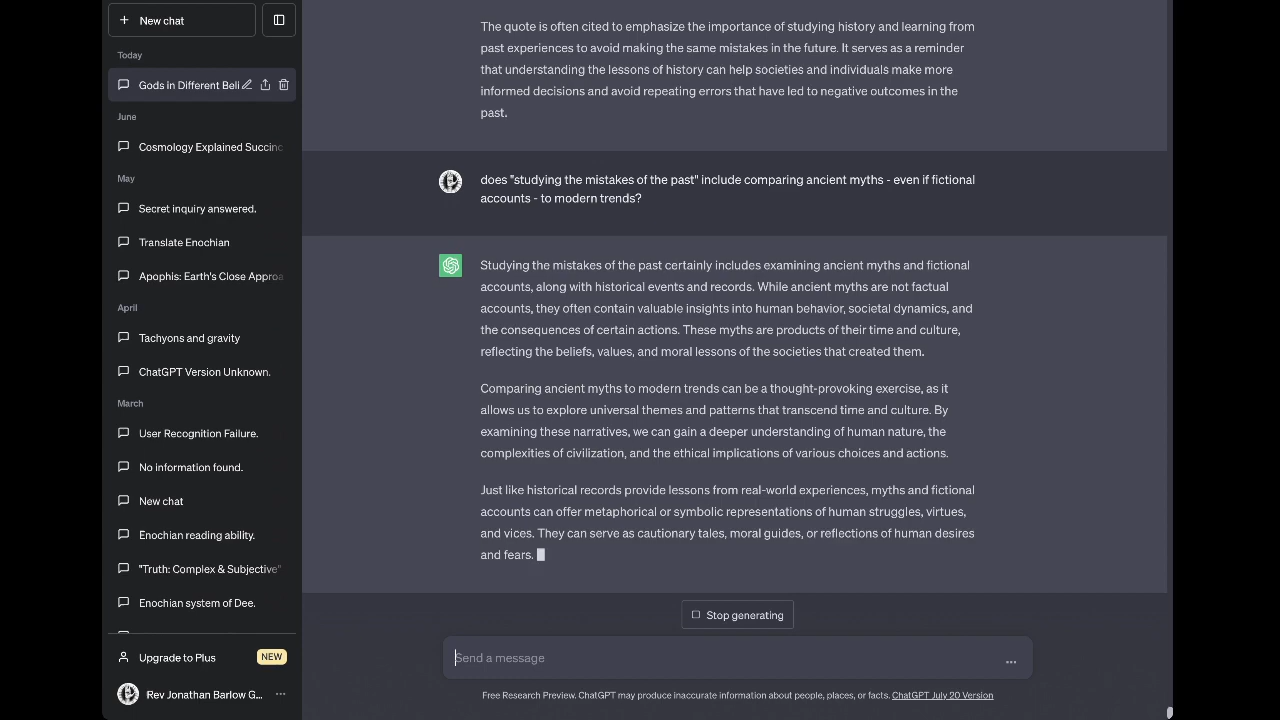 New chat
Today
Gods in Different Beli
June
Cosmology Explained Succinc
May
Secret inquiry answered.
Translate Enochian
Apophis: Earth's Close Approa
April
Tachyons and gravity
ChatGPT Version Unknown.
March
User Recognition Failure.
No information found.
New chat
Enochian reading ability.
"Truth: Complex & Subjective"
Enochian system of Dee.
Upgrade to Plus NEW
Rev Jonathan Barlow G...
The quote is often cited to emphasize the importance of studying history and learning from
past experiences to avoid making the same mistakes in the future. It serves as a reminder
that understanding the lessons of history can help societies and individuals make more
informed decisions and avoid repeating errors that have led to negative outcomes in the
past.
does "studying the mistakes of the past" include comparing ancient myths - even if fictional
accounts - to modern trends?
Studying the mistakes of the past certainly includes examining ancient myths and fictional
accounts, along with historical events and records. While ancient myths are not factual
accounts, they often contain valuable insights into human behavior, societal dynamics, and
the consequences of certain actions. These myths are products of their time and culture,
reflecting the beliefs, values, and moral lessons of the societies that created them.
Comparing ancient myths to modern trends can be a thought-provoking exercise, as it
allows us to explore universal themes and patterns that transcend time and culture. By
examining these narratives, we can gain a deeper understanding of human nature, the
complexities of civilization, and the ethical implications of various choices and actions.
Just like historical records provide lessons from real-world experiences, myths and fictional
accounts can offer metaphorical or symbolic representations of human struggles, virtues,
and vices. They can serve as cautionary tales, moral guides, or reflections of human desires
and fears.
Stop generating
Send a message
Free Research Preview. ChatGPT may produce inaccurate information about people, places, or facts. ChatGPT July 20 Version